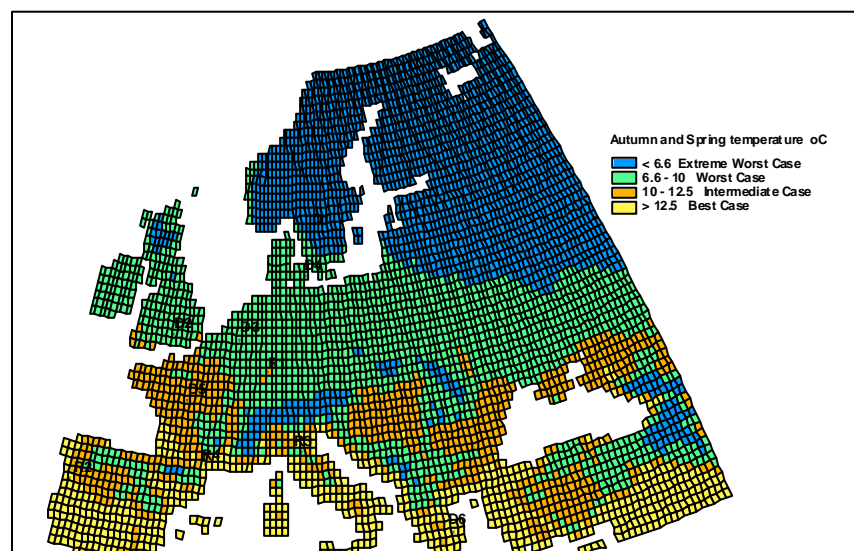 Autumn and Spring temperature oC
< 6.6 Extreme Worst Case
6.6 - 10 Worst Case
10 - 12.5 Intermediate Case
> 12.5 Best Case
D6